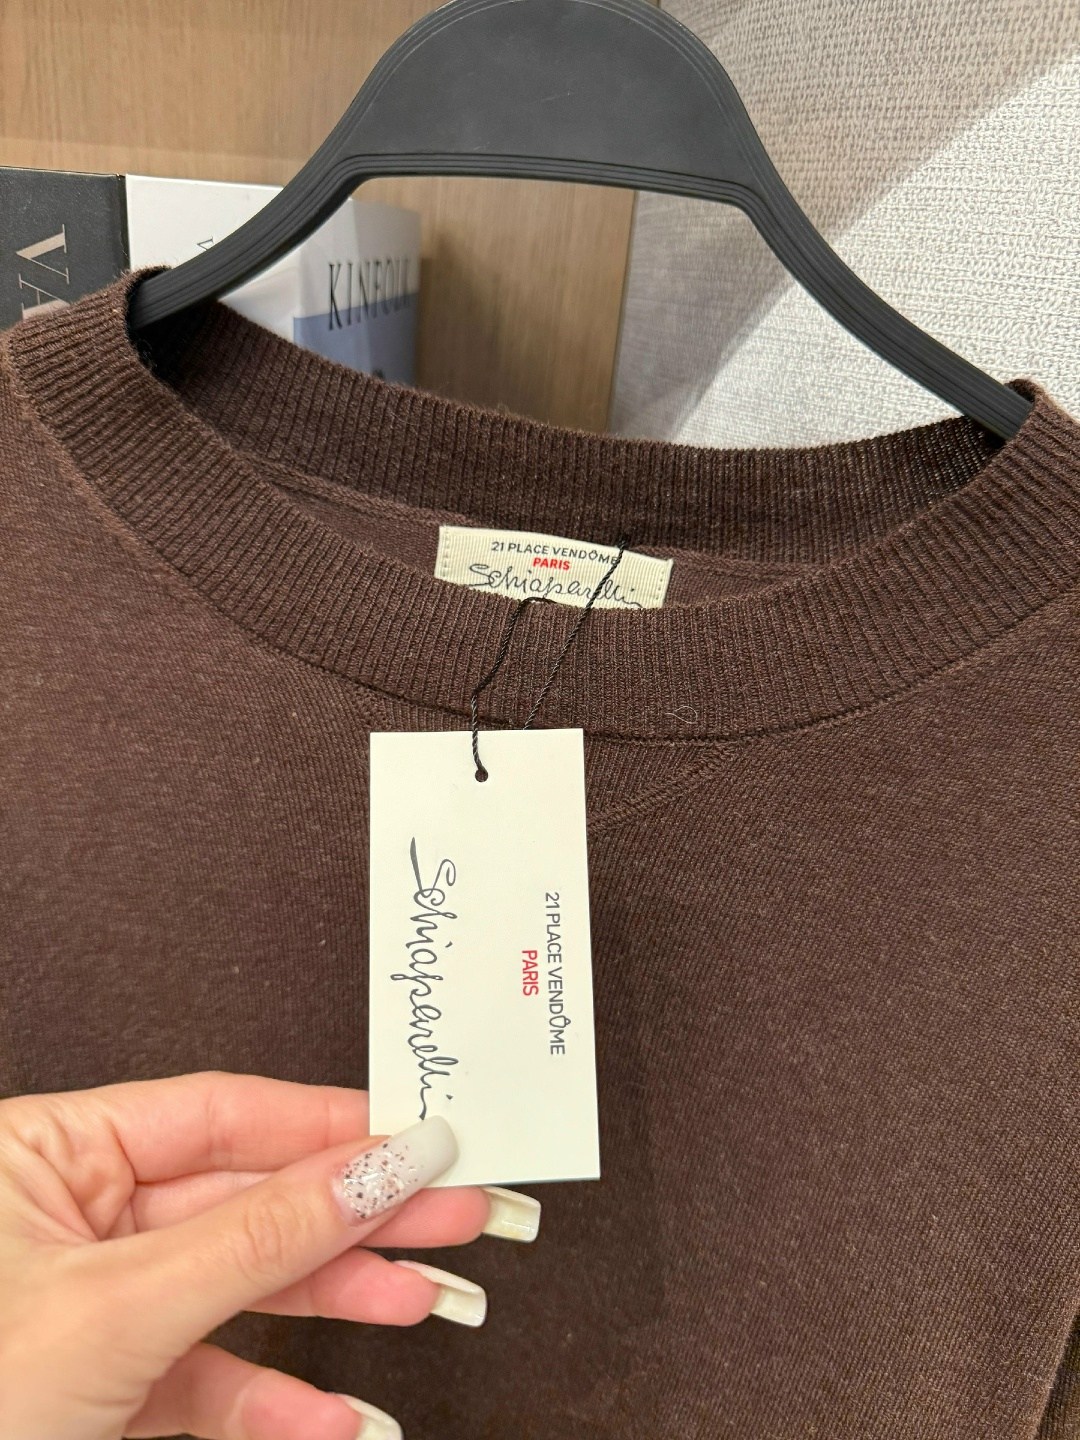 KINFOLK
21 PLACE VENDÔME
PARIS
Schiaparelli
21 PLACE VENDÔME
PARIS
Schiaparelli